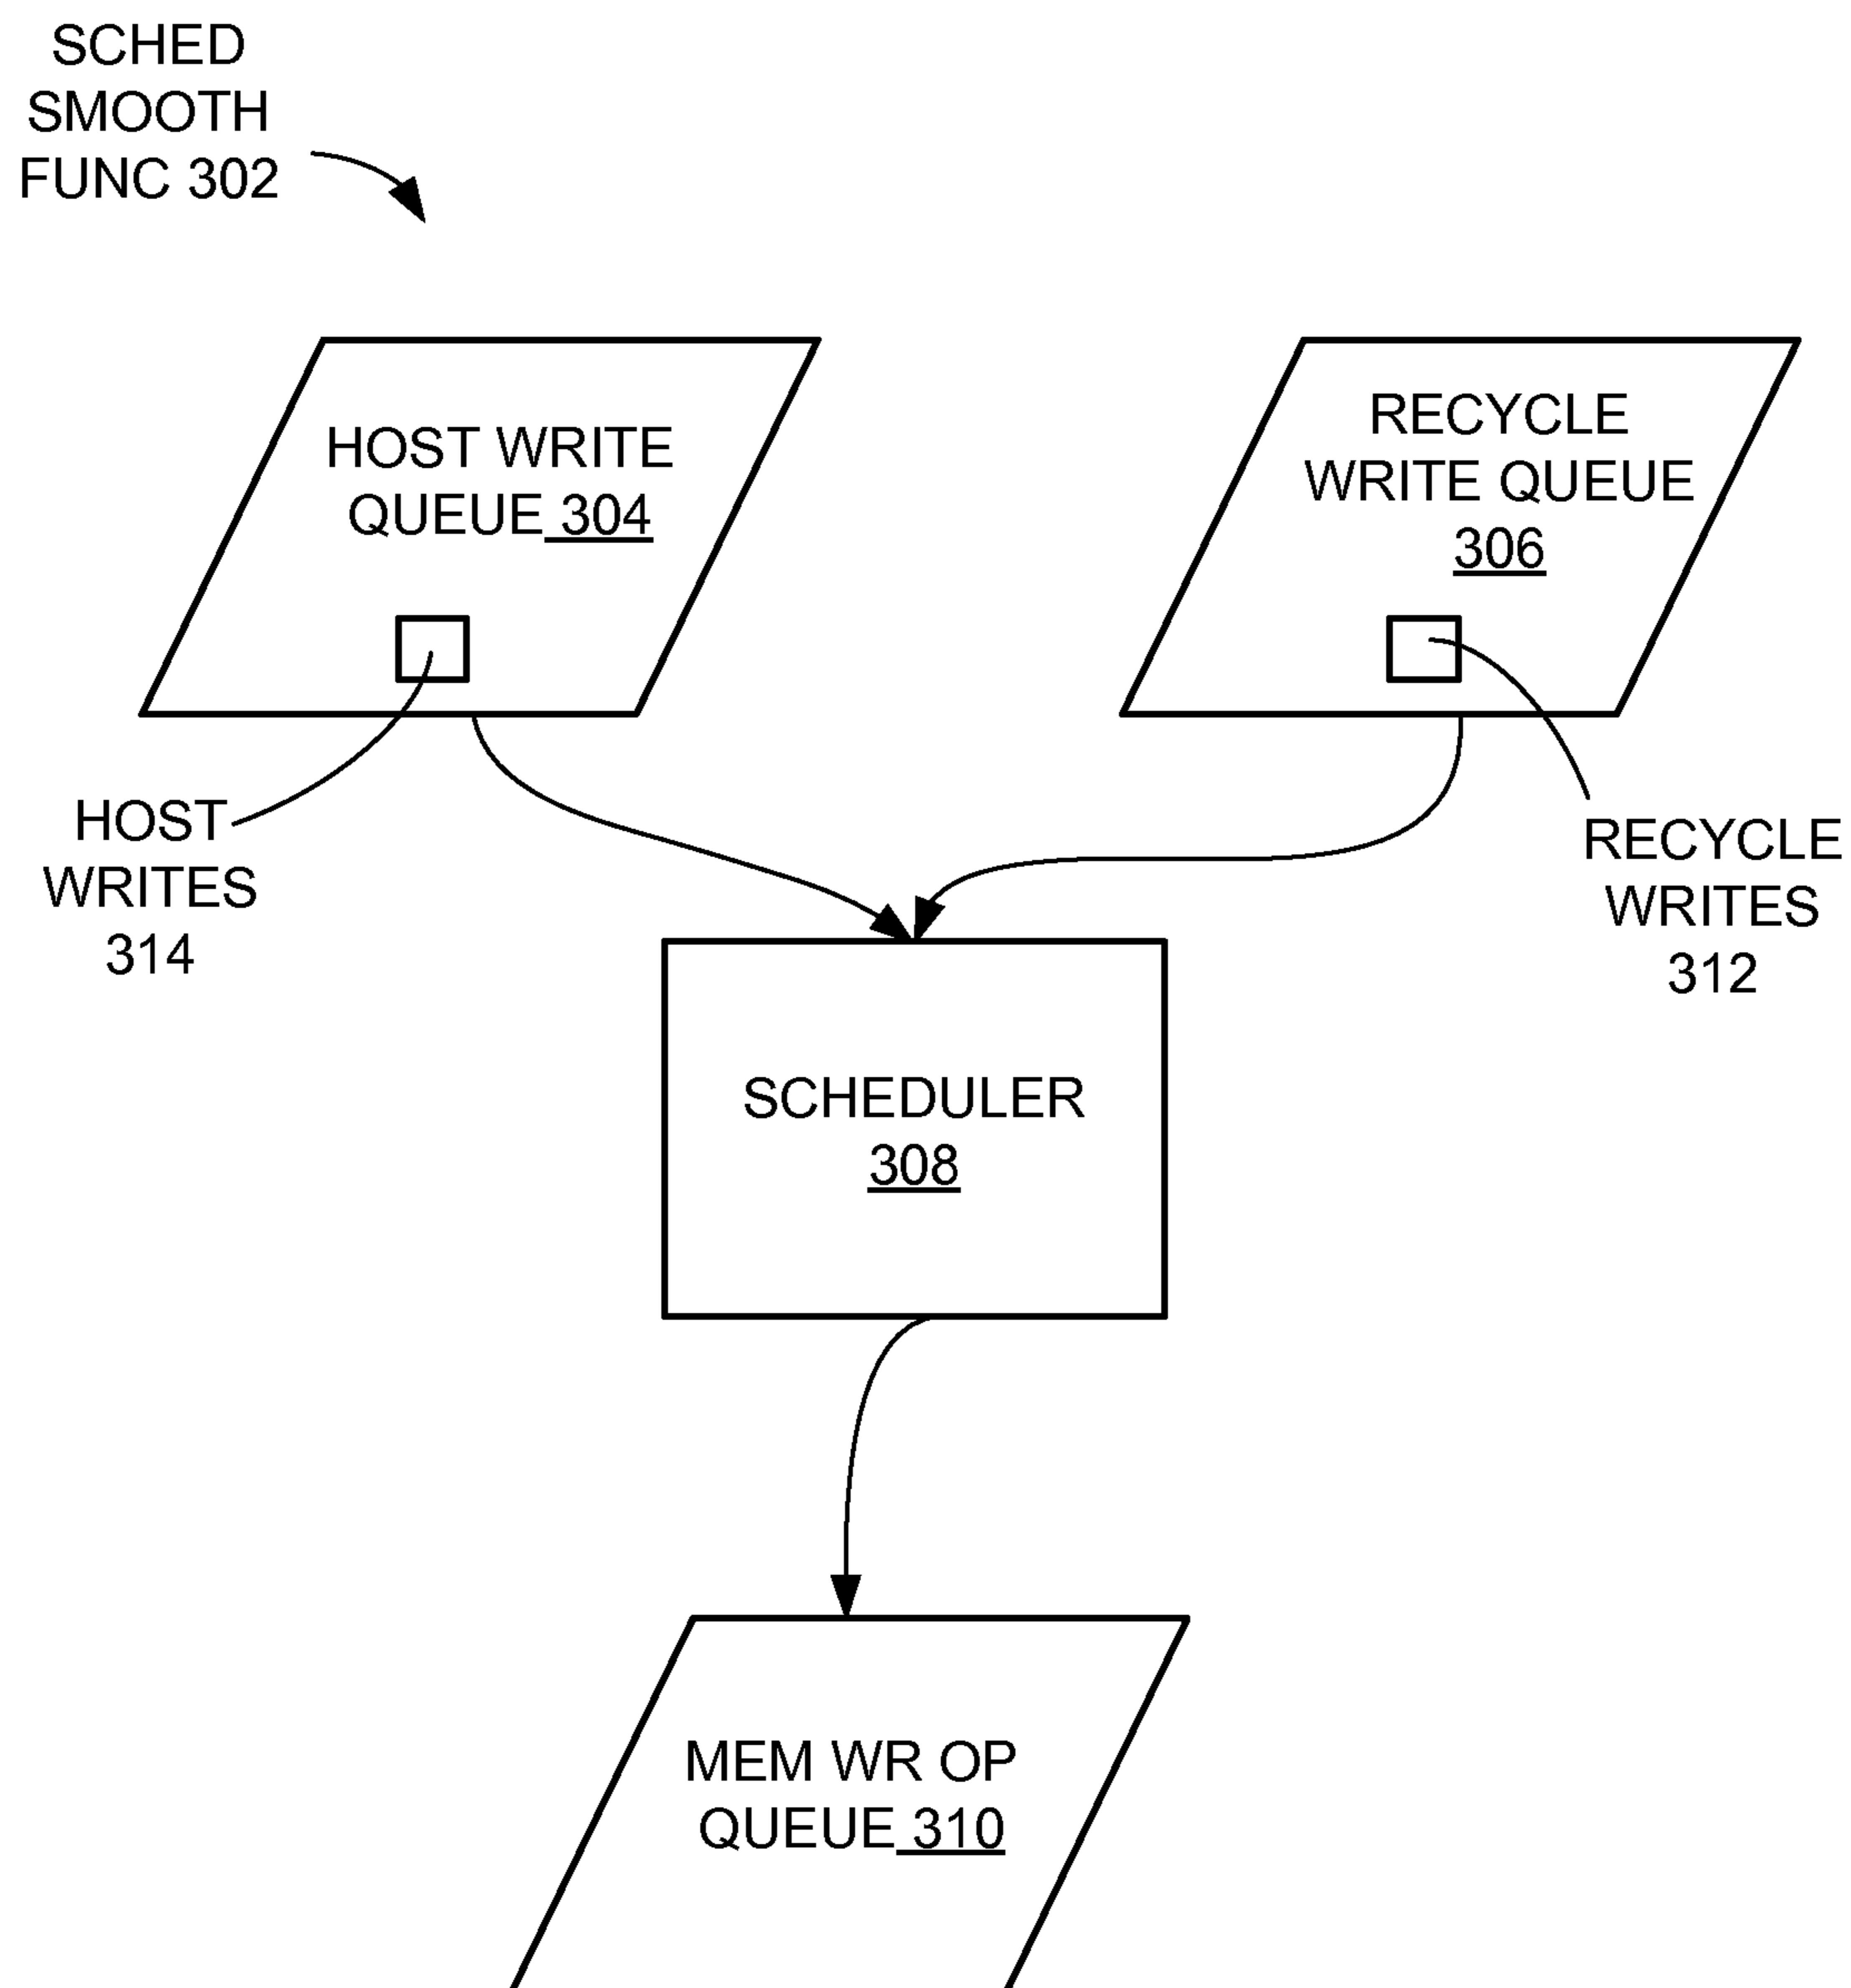 SCHED
SMOOTH
FUNC 302
HOST WRITE
QUEUE 304
RECYCLE
WRITE QUEUE
306
HOST
WRITES
314
RECYCLE
WRITES
312
SCHEDULER
308
MEM WR OP
QUEUE 310